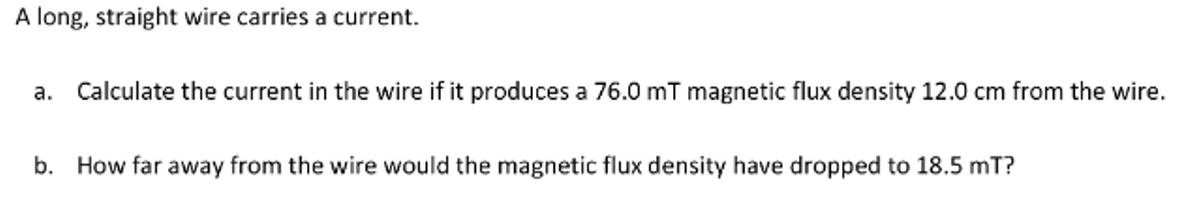 A long, straight wire carries a current.
a. Calculate the current in the wire if it produces a 76.0 mT magnetic flux density 12.0 cm from the wire.
b. How far away from the wire would the magnetic flux density have dropped to 18.5 mT?